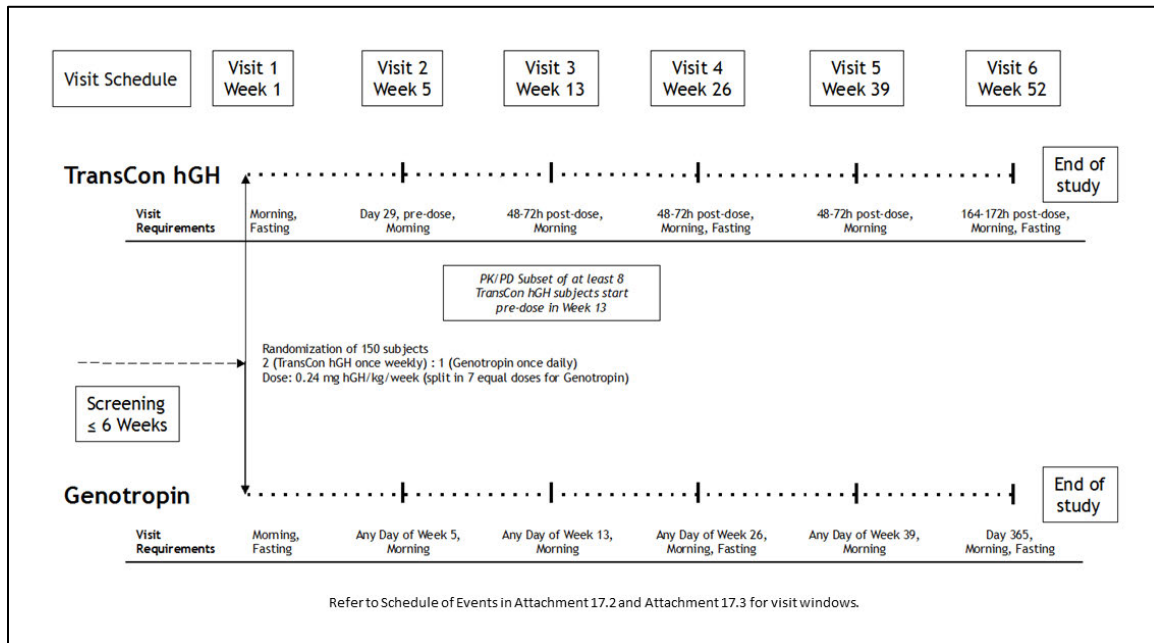 Visit Schedule
Visit 1
Week 1
Visit 2
Week 5
Visit 3
Week 13
Visit 4
Week 26
Visit 5
Week 39
Visit 6
Week 52
TransCon hGH
End of
study
Visit
Requirements
Morning,
Fasting
Day 29, pre-dose,
Morning
48-72h post-dose,
Morning
48-72h post-dose,
Morning, Fasting
48-72h post-dose,
Morning
164-172h post-dose,
Morning, Fasting
PK/PD Subset of at least 8
TransCon hGH subjects start
pre-dose in Week 13
Randomization of 150 subjects
2 (TransCon hGH once weekly) : 1 (Genotropin once daily)
Dose: 0.24 mg hGH/kg/week (split in 7 equal doses for Genotropin)
Screening
≤ 6 Weeks
Genotropin
End of
study
Visit
Requirements
Morning,
Fasting
Any Day of Week 5,
Morning
Any Day of Week 13,
Morning
Any Day of Week 26,
Morning, Fasting
Any Day of Week 39,
Morning
Day 365,
Morning, Fasting
Refer to Schedule of Events in Attachment 17.2 and Attachment 17.3 for visit windows.